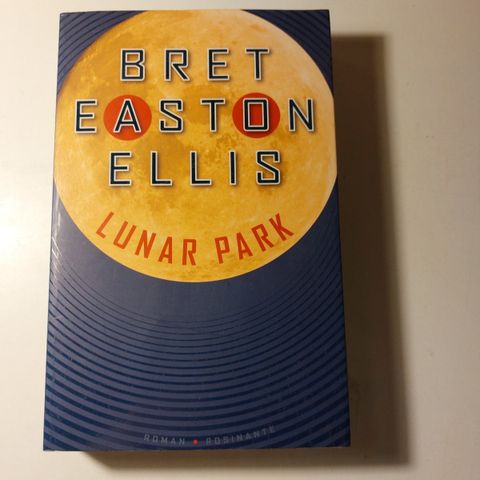 BRET
EASTON
ELLIS
LUNAR PARK
ROMAN • ROSINANTE